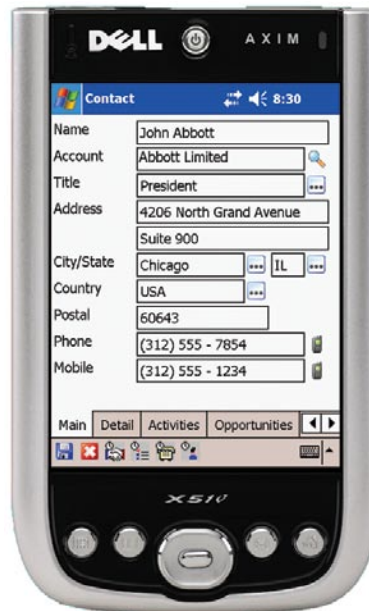 DELL AXIM
Contact 8:30
Name John Abbott
Account Abbott Limited
Title President
Address 4206 North Grand Avenue
Suite 900
City/State Chicago IL
Country USA
Postal 60643
Phone (312) 555 - 7854
Mobile (312) 555 - 1234
Main Detail Activities Opportunities
X51v